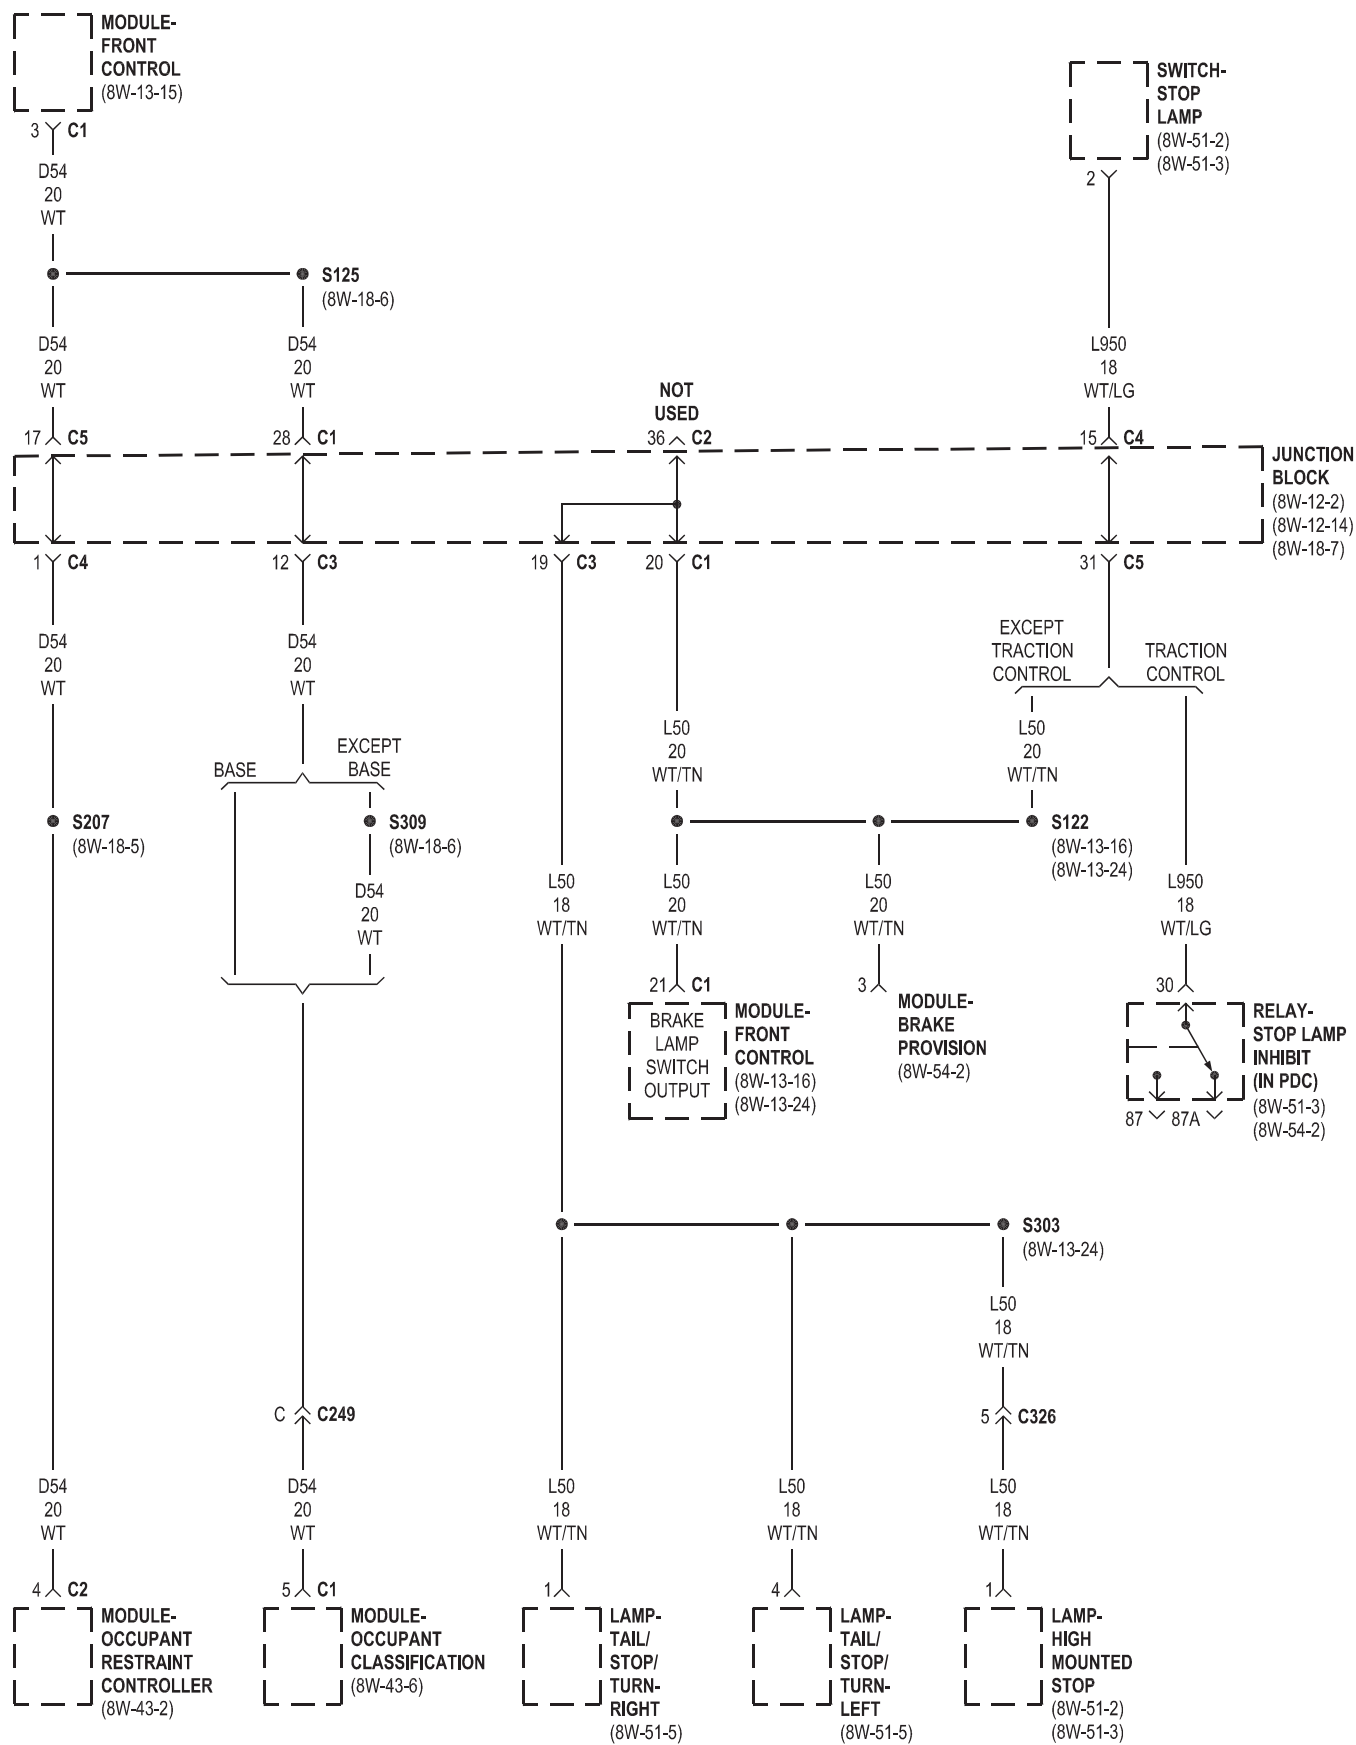 MODULE-
FRONT
CONTROL
(8W-13-15)
3 C1
D54
20
WT
SWITCH-
STOP
LAMP
(8W-51-2)
(8W-51-3)
2
S125
(8W-18-6)
D54
20
WT
D54
20
WT
L950
18
WT/LG
NOT
USED
17 C5
28 C1
36 C2
15 C4
JUNCTION
BLOCK
(8W-12-2)
(8W-12-14)
(8W-18-7)
1 C4
12 C3
19 C3
20 C1
31 C5
D54
20
WT
D54
20
WT
EXCEPT
TRACTION
CONTROL
TRACTION
CONTROL
L50
20
WT/TN
L50
20
WT/TN
BASE
EXCEPT
BASE
S207
(8W-18-5)
S309
(8W-18-6)
S122
(8W-13-16)
(8W-13-24)
D54
20
WT
L50
18
WT/TN
L50
20
WT/TN
L50
20
WT/TN
L950
18
WT/LG
21 C1
3
30
BRAKE
LAMP
SWITCH
OUTPUT
MODULE-
FRONT
CONTROL
(8W-13-16)
(8W-13-24)
MODULE-
BRAKE
PROVISION
(8W-54-2)
RELAY-
STOP LAMP
INHIBIT
(IN PDC)
(8W-51-3)
(8W-54-2)
87 87A
S303
(8W-13-24)
L50
18
WT/TN
C C249
5 C326
D54
20
WT
D54
20
WT
L50
18
WT/TN
L50
18
WT/TN
L50
18
WT/TN
4 C2
5 C1
1
4
1
MODULE-
OCCUPANT
RESTRAINT
CONTROLLER
(8W-43-2)
MODULE-
OCCUPANT
CLASSIFICATION
(8W-43-6)
LAMP-
TAIL/
STOP/
TURN-
RIGHT
(8W-51-5)
LAMP-
TAIL/
STOP/
TURN-
LEFT
(8W-51-5)
LAMP-
HIGH
MOUNTED
STOP
(8W-51-2)
(8W-51-3)